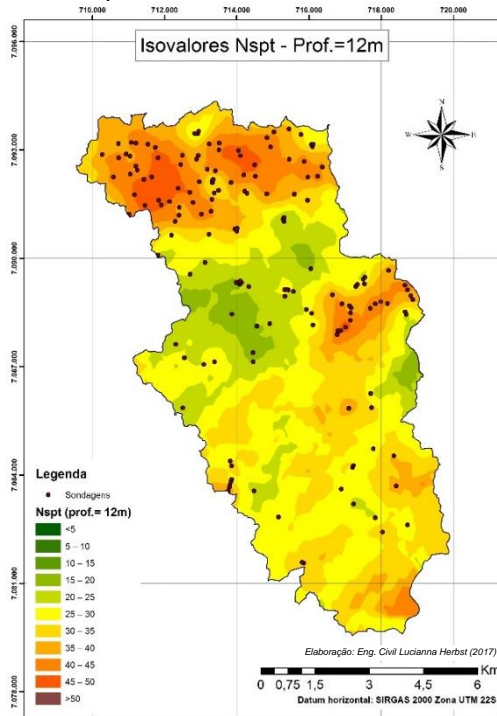 710.000 712.000 714.000 716.000 718.000 720.000
Isovalores Nspt - Prof.=12m
7.096.000
7.093.000
7.090.000
7.087.000
7.084.000
7.081.000
7.078.000
N
W
E
S
Legenda
Sondagens
Nspt (prof.= 12m)
<5
5 – 10
10 – 15
15 – 20
20 – 25
25 – 30
30 – 35
35 – 40
40 – 45
45 – 50
>50
Elaboração: Eng. Civil Lucianna Herbst (2017)
Km
0 0,75 1,5 3 4,5 6
Datum horizontal: SIRGAS 2000 Zona UTM 22S